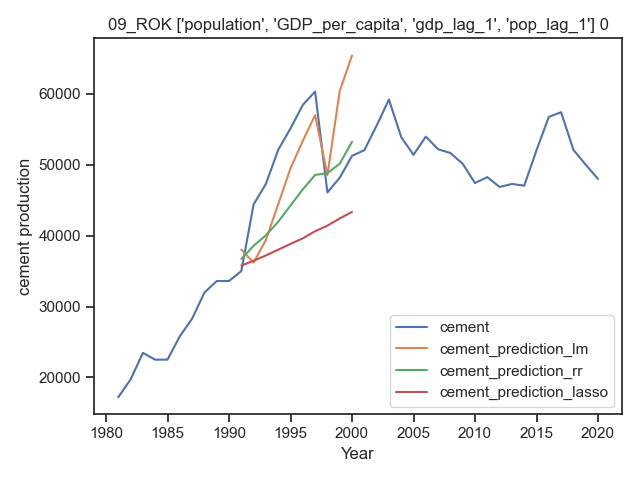 09_ROK ['population', 'GDP_per_capita', 'gdp_lag_1', 'pop_lag_1'] 0
cement production
60000
50000
40000
30000
20000
cement
cement_prediction_lm
cement_prediction_rr
cement_prediction_lasso
1980 1985 1990 1995 2000 2005 2010 2015 2020
Year